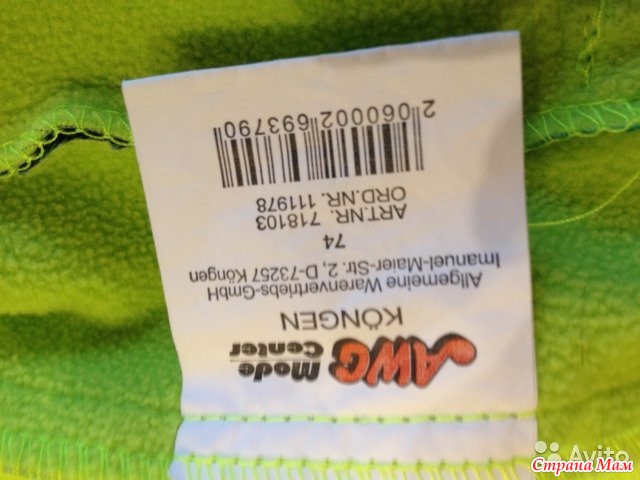 AWG Mode
Center
KÖNGEN
Allgemeine Warenvertriebs-GmbH
Imanuel-Maier-Str. 2, D-73257 Köngen
74
ART.NR. 718103
ORD.NR. 111978
2 060002 693790
Avito
Страна Мам